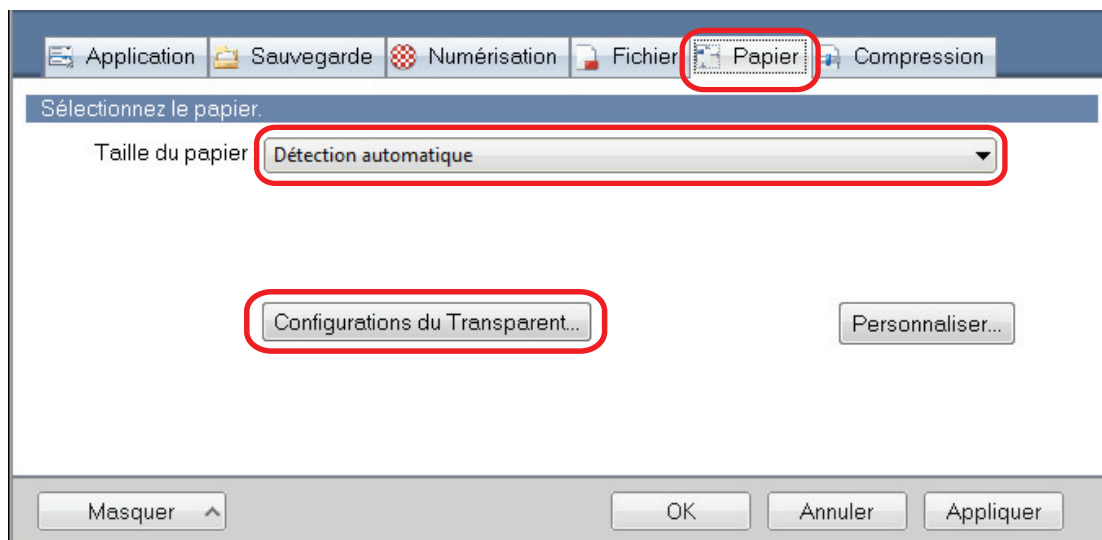 Application Sauvegarde Numérisation Fichier Papier Compression
Sélectionnez le papier.
Taille du papier Détection automatique
Configurations du Transparent... Personnaliser...
Masquer OK Annuler Appliquer